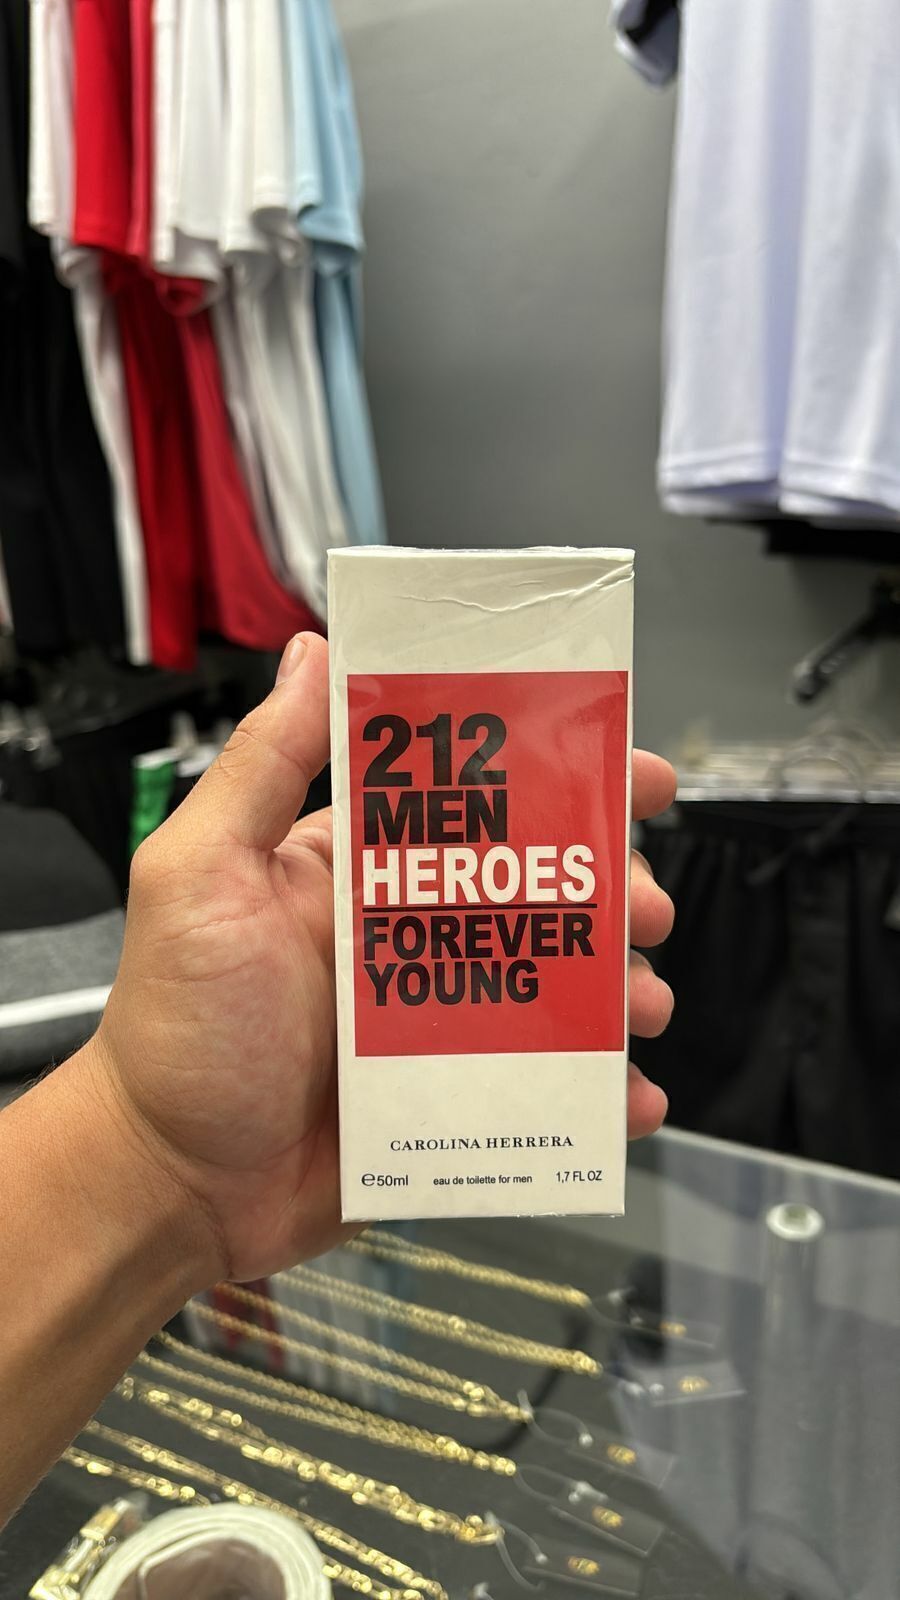 212
MEN
HEROES
FOREVER
YOUNG
CAROLINA HERRERA
℮50ml eau de toilette for men 1,7 FL OZ